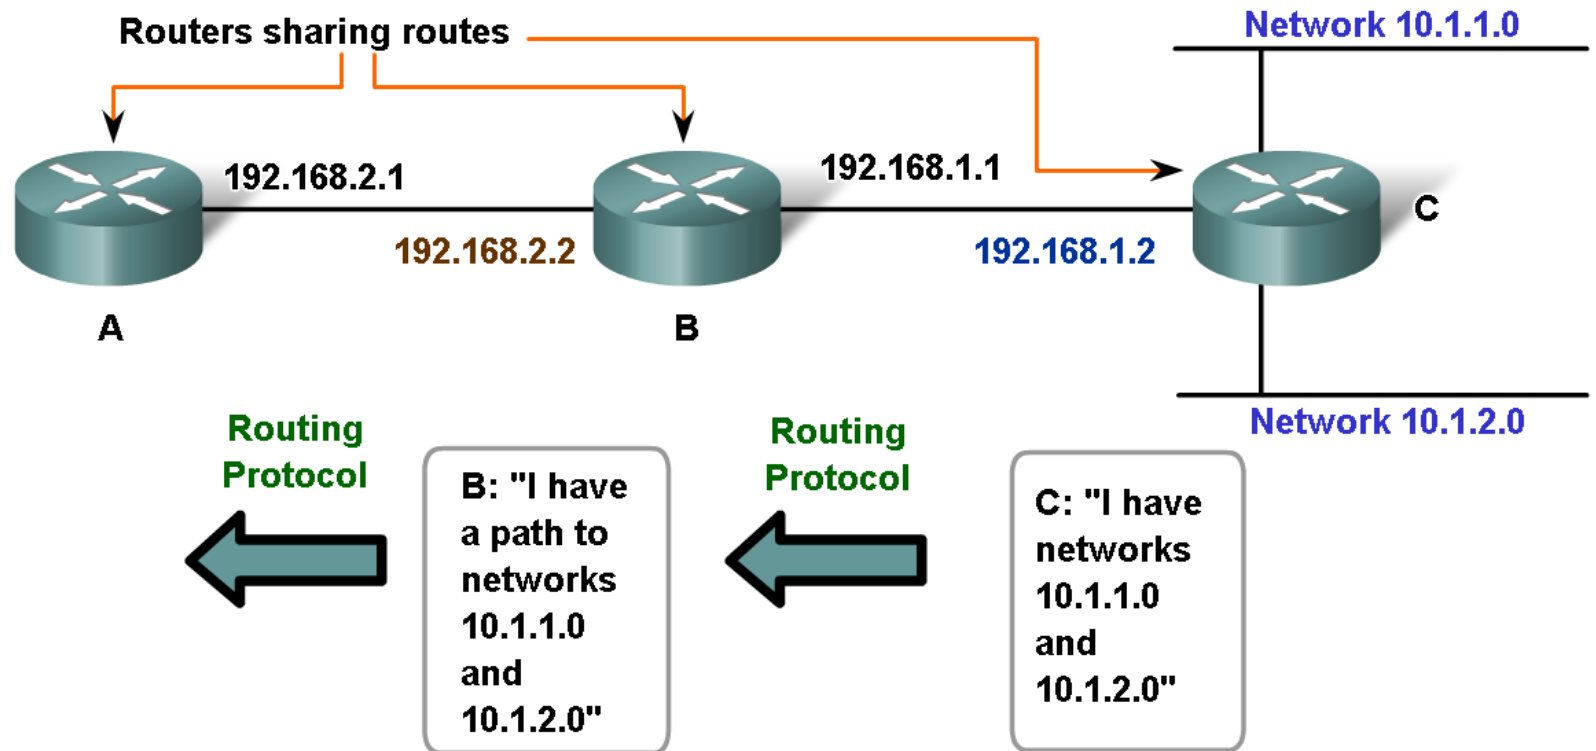 Routers sharing routes
Network 10.1.1.0
192.168.2.1
192.168.1.1
C
192.168.2.2
192.168.1.2
A
B
Network 10.1.2.0
Routing
Protocol
B: "I have
a path to
networks
10.1.1.0
and
10.1.2.0"
Routing
Protocol
C: "I have
networks
10.1.1.0
and
10.1.2.0"